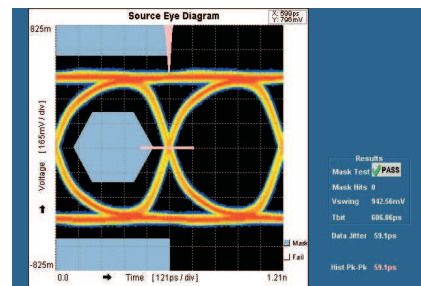 Source Eye Diagram
X: 599ps
Y: 796mV
825m
Voltage [165mV / div]
-825m
0.0
Time [121ps / div]
1.21n
Mask
Fail
Results
Mask Test PASS
Mask Hits 0
Vswing 942.56mV
Tbit 606.06ps
Data Jitter 59.1ps
Hist Pk-Pk 59.1ps